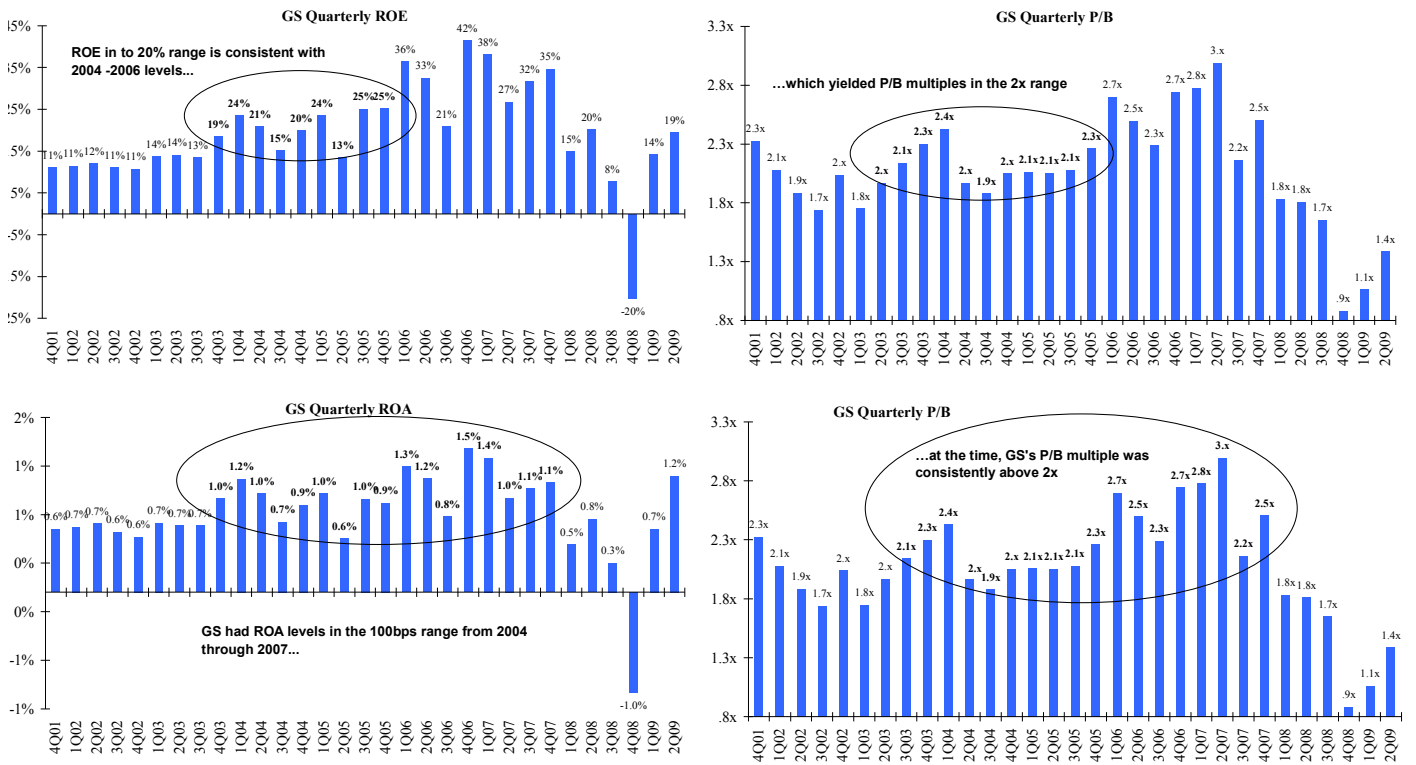 GS Quarterly ROE
ROE in to 20% range is consistent with
2004 -2006 levels...
5%
5%
5%
5%
5%
0%
-5%
5%
11% 11% 12% 11% 11% 14% 14% 13% 19% 24% 21% 15% 20% 24% 13% 25% 25% 36% 33% 21% 42% 38% 27% 32% 35% 15% 20% 8% -20% 14% 19%
4Q01 1Q02 2Q02 3Q02 4Q02 1Q03 2Q03 3Q03 4Q03 1Q04 2Q04 3Q04 4Q04 1Q05 2Q05 3Q05 4Q05 1Q06 2Q06 3Q06 4Q06 1Q07 2Q07 3Q07 4Q07 1Q08 2Q08 3Q08 4Q08 1Q09 2Q09
GS Quarterly P/B
...which yielded P/B multiples in the 2x range
3.3x
2.8x
2.3x
1.8x
1.3x
.8x
2.3x 2.1x 1.9x 1.7x 2.x 1.8x 2.x 2.1x 2.3x 2.4x 2.x 1.9x 2.x 2.1x 2.1x 2.1x 2.3x 2.7x 2.5x 2.3x 2.7x 2.8x 3.x 2.2x 2.5x 1.8x 1.8x 1.7x .9x 1.1x 1.4x
4Q01 1Q02 2Q02 3Q02 4Q02 1Q03 2Q03 3Q03 4Q03 1Q04 2Q04 3Q04 4Q04 1Q05 2Q05 3Q05 4Q05 1Q06 2Q06 3Q06 4Q06 1Q07 2Q07 3Q07 4Q07 1Q08 2Q08 3Q08 4Q08 1Q09 2Q09
GS Quarterly ROA
2%
1%
1%
0%
0%
-1%
-1%
0.6% 0.7% 0.7% 0.6% 0.6% 0.7% 0.7% 0.7% 1.0% 1.2% 1.0% 0.7% 0.9% 1.0% 0.6% 1.0% 0.9% 1.3% 1.2% 0.8% 1.5% 1.4% 1.0% 1.1% 1.1% 0.5% 0.8% 0.3% -1.0% 0.7% 1.2%
GS had ROA levels in the 100bps range from 2004
through 2007...
4Q01 1Q02 2Q02 3Q02 4Q02 1Q03 2Q03 3Q03 4Q03 1Q04 2Q04 3Q04 4Q04 1Q05 2Q05 3Q05 4Q05 1Q06 2Q06 3Q06 4Q06 1Q07 2Q07 3Q07 4Q07 1Q08 2Q08 3Q08 4Q08 1Q09 2Q09
GS Quarterly P/B
...at the time, GS's P/B multiple was
consistently above 2x
3.3x
2.8x
2.3x
1.8x
1.3x
.8x
2.3x 2.1x 1.9x 1.7x 2.x 1.8x 2.x 2.1x 2.3x 2.4x 2.x 1.9x 2.x 2.1x 2.1x 2.1x 2.3x 2.7x 2.5x 2.3x 2.7x 2.8x 3.x 2.2x 2.5x 1.8x 1.8x 1.7x .9x 1.1x 1.4x
4Q01 1Q02 2Q02 3Q02 4Q02 1Q03 2Q03 3Q03 4Q03 1Q04 2Q04 3Q04 4Q04 1Q05 2Q05 3Q05 4Q05 1Q06 2Q06 3Q06 4Q06 1Q07 2Q07 3Q07 4Q07 1Q08 2Q08 3Q08 4Q08 1Q09 2Q09